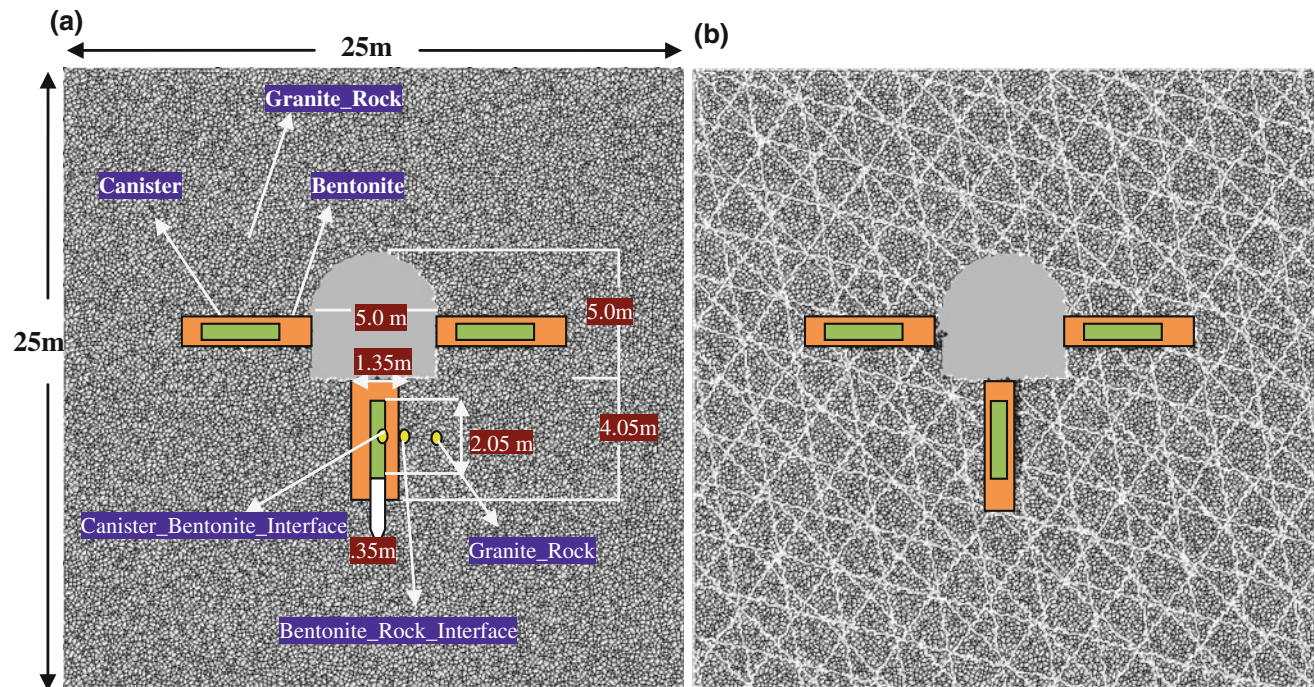 (a)
(b)
25m
Granite_Rock
Canister
Bentonite
5.0 m
5.0m
25m
1.35m
2.05 m
4.05m
Canister_Bentonite_Interface
.35m
Granite_Rock
Bentonite_Rock_Interface